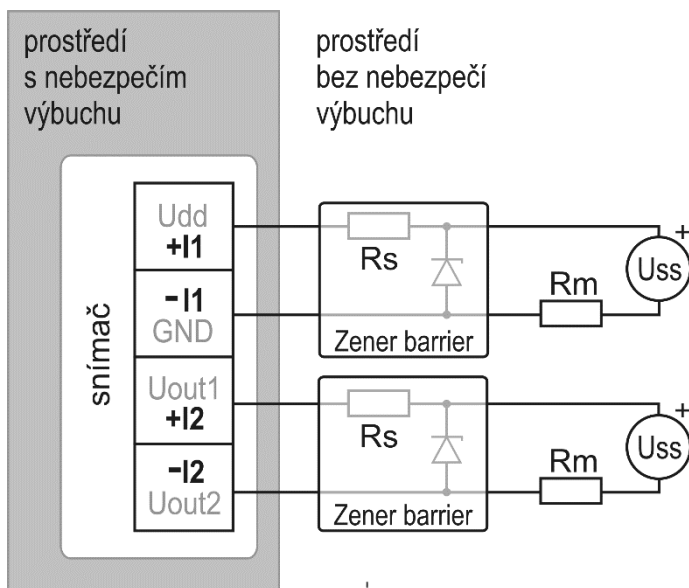 prostředí
s nebezpečím
výbuchu
prostředí
bez nebezpečí
výbuchu
snímač
Udd
+I1
-I1
GND
Uout1
+I2
-I2
Uout2
Rs
Zener barrier
Rm
+
Uss
Rs
Zener barrier
Rm
+
Uss